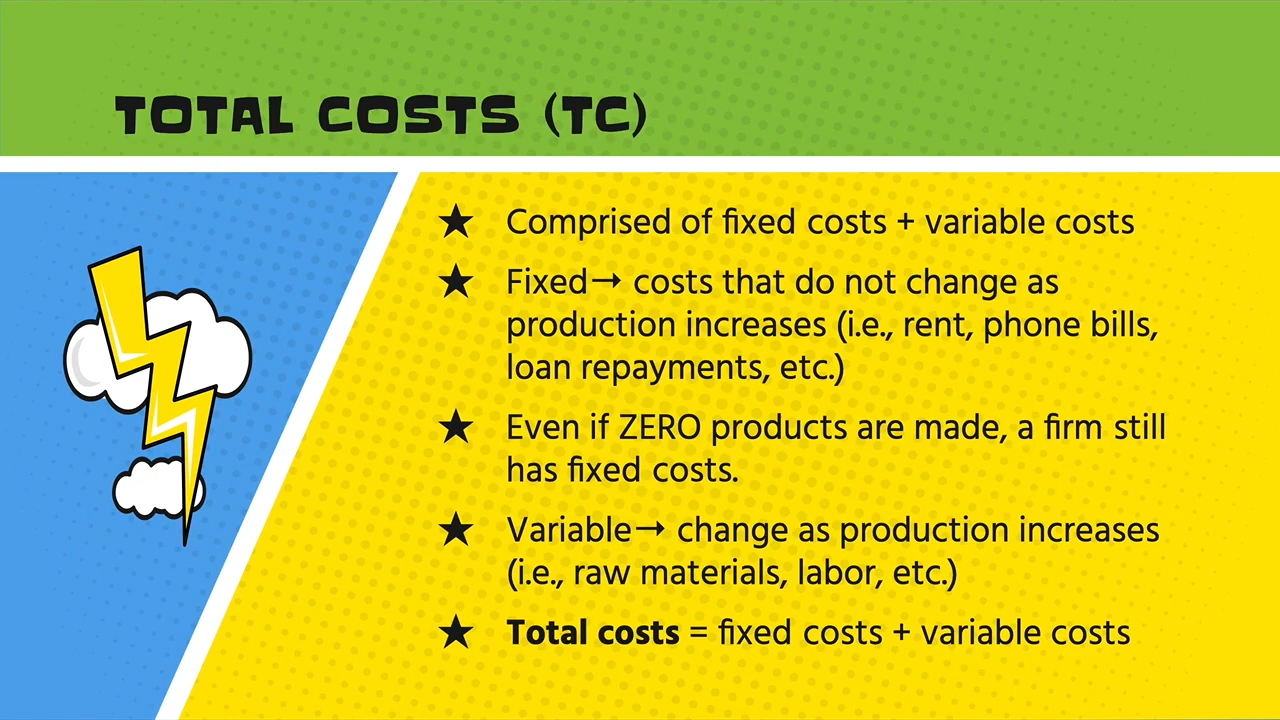 TOTAL COSTS (TC)
★ Comprised of fixed costs + variable costs
★ Fixed→ costs that do not change as
production increases (i.e., rent, phone bills,
loan repayments, etc.)
★ Even if ZERO products are made, a firm still
has fixed costs.
★ Variable→ change as production increases
(i.e., raw materials, labor, etc.)
★ Total costs = fixed costs + variable costs